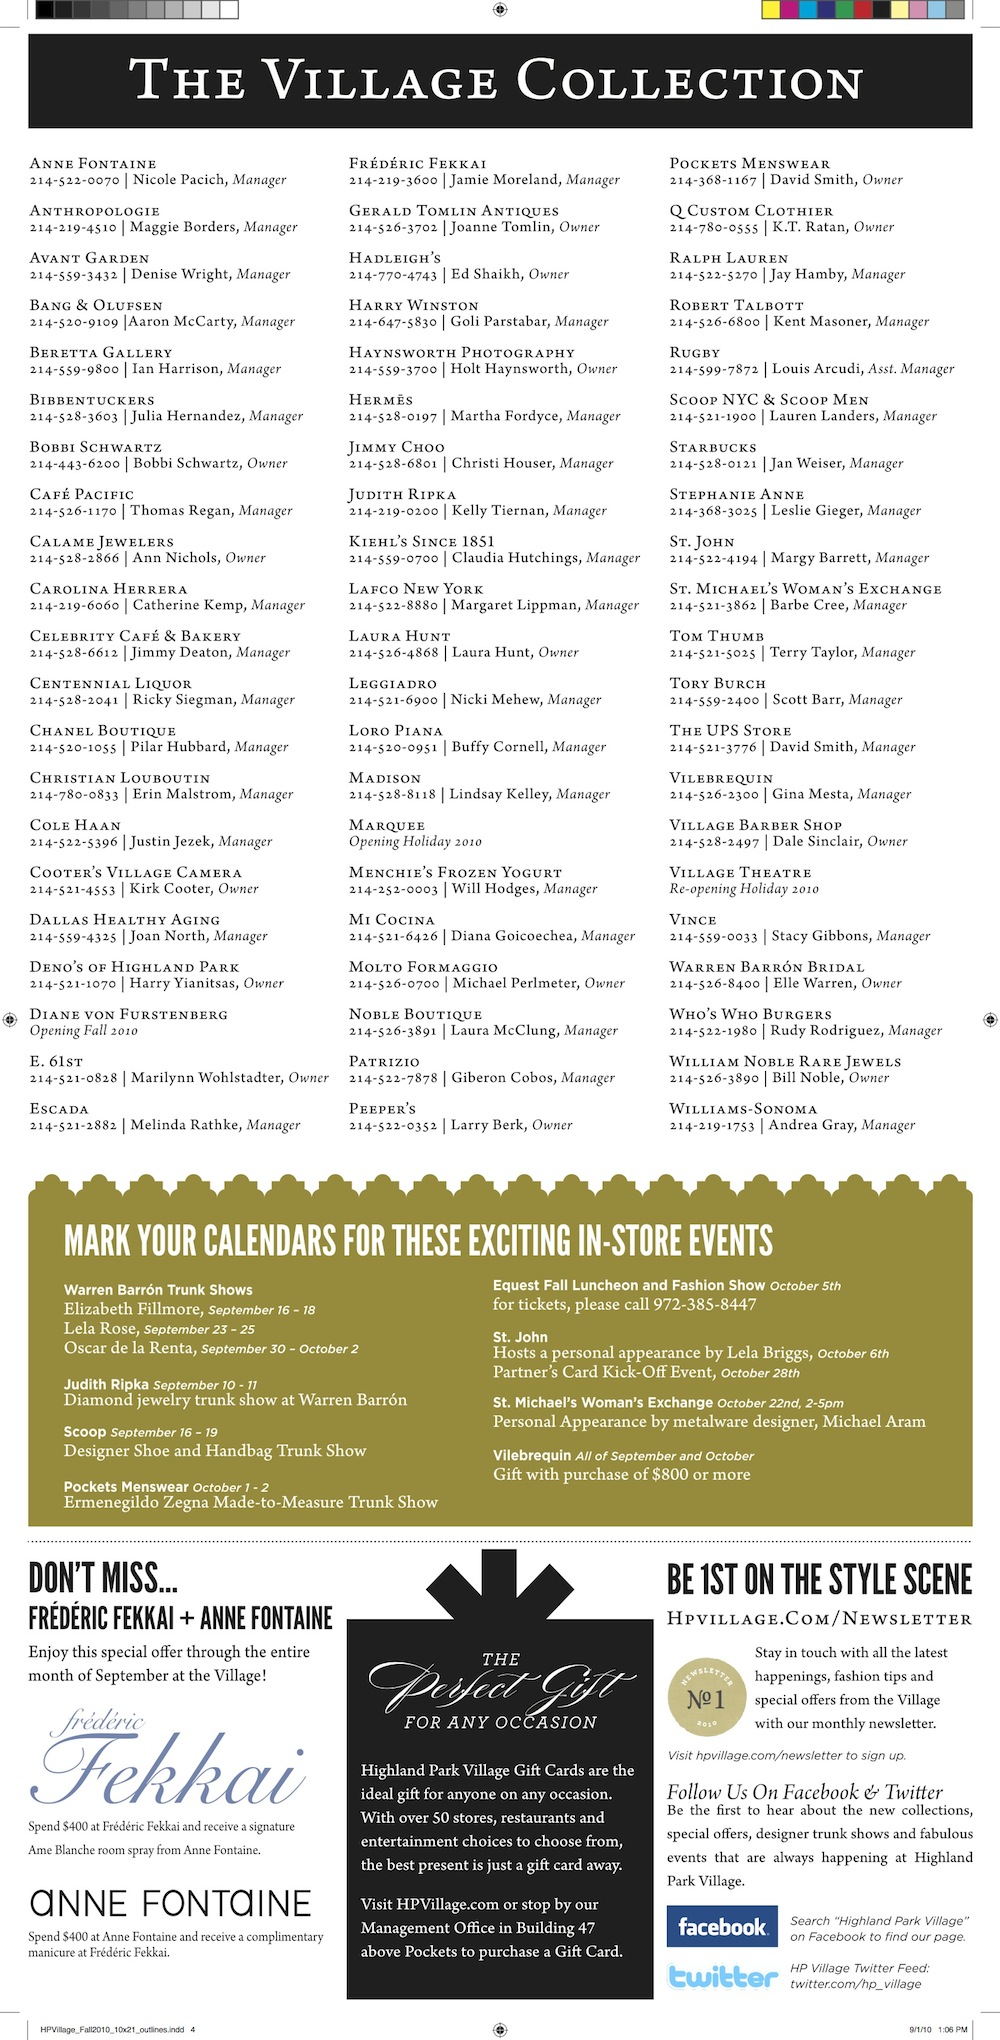 The Village Collection
Anne Fontaine
214-522-0070 | Nicole Pacich, Manager
Anthropologie
214-219-4510 | Maggie Borders, Manager
Avant Garden
214-559-3432 | Denise Wright, Manager
Bang & Olufsen
214-520-9109 |Aaron McCarty, Manager
Beretta Gallery
214-559-9800 | Ian Harrison, Manager
Bibbentuckers
214-528-3603 | Julia Hernandez, Manager
Bobbi Schwartz
214-443-6200 | Bobbi Schwartz, Owner
Café Pacific
214-526-1170 | Thomas Regan, Manager
Calame Jewelers
214-528-2866 | Ann Nichols, Owner
Carolina Herrera
214-219-6060 | Catherine Kemp, Manager
Celebrity Café & Bakery
214-528-6612 | Jimmy Deaton, Manager
Centennial Liquor
214-528-2041 | Ricky Siegman, Manager
Chanel Boutique
214-520-1055 | Pilar Hubbard, Manager
Christian Louboutin
214-780-0833 | Erin Malstrom, Manager
Cole Haan
214-522-5396 | Justin Jezek, Manager
Cooter's Village Camera
214-521-4553 | Kirk Cooter, Owner
Dallas Healthy Aging
214-559-4325 | Joan North, Manager
Deno's of Highland Park
214-521-1070 | Harry Yianitsas, Owner
Diane von Furstenberg
Opening Fall 2010
E. 61st
214-521-0828 | Marilynn Wohlstadter, Owner
Escada
214-521-2882 | Melinda Rathke, Manager
Frédéric Fekkai
214-219-3600 | Jamie Moreland, Manager
Gerald Tomlin Antiques
214-526-3702 | Joanne Tomlin, Owner
Hadleigh's
214-770-4743 | Ed Shaikh, Owner
Harry Winston
214-647-5830 | Goli Parstabar, Manager
Haynsworth Photography
214-559-3700 | Holt Haynsworth, Owner
Hermēs
214-528-0197 | Martha Fordyce, Manager
Jimmy Choo
214-528-6801 | Christi Houser, Manager
Judith Ripka
214-219-0200 | Kelly Tiernan, Manager
Kiehl's Since 1851
214-559-0700 | Claudia Hutchings, Manager
Lafco New York
214-522-8880 | Margaret Lippman, Manager
Laura Hunt
214-526-4868 | Laura Hunt, Owner
Leggiadro
214-521-6900 | Nicki Mehew, Manager
Loro Piana
214-520-0951 | Buffy Cornell, Manager
Madison
214-528-8118 | Lindsay Kelley, Manager
Marquee
Opening Holiday 2010
Menchie's Frozen Yogurt
214-252-0003 | Will Hodges, Manager
Mi Cocina
214-521-6426 | Diana Goicoechea, Manager
Molto Formaggio
214-526-0700 | Michael Perlmeter, Owner
Noble Boutique
214-526-3891 | Laura McClung, Manager
Patrizio
214-522-7878 | Giberon Cobos, Manager
Peeper's
214-522-0352 | Larry Berk, Owner
Pockets Menswear
214-368-1167 | David Smith, Owner
Q Custom Clothier
214-780-0555 | K.T. Ratan, Owner
Ralph Lauren
214-522-5270 | Jay Hamby, Manager
Robert Talbott
214-526-6800 | Kent Masoner, Manager
Rugby
214-599-7872 | Louis Arcudi, Asst. Manager
Scoop NYC & Scoop Men
214-521-1900 | Lauren Landers, Manager
Starbucks
214-528-0121 | Jan Weiser, Manager
Stephanie Anne
214-368-3025 | Leslie Gieger, Manager
St. John
214-522-4194 | Margy Barrett, Manager
St. Michael's Woman's Exchange
214-521-3862 | Barbe Cree, Manager
Tom Thumb
214-521-5025 | Terry Taylor, Manager
Tory Burch
214-559-2400 | Scott Barr, Manager
The UPS Store
214-521-3776 | David Smith, Manager
Vilebrequin
214-526-2300 | Gina Mesta, Manager
Village Barber Shop
214-528-2497 | Dale Sinclair, Owner
Village Theatre
Re-opening Holiday 2010
Vince
214-559-0033 | Stacy Gibbons, Manager
Warren Barrón Bridal
214-526-8400 | Elle Warren, Owner
Who's Who Burgers
214-522-1980 | Rudy Rodriguez, Manager
William Noble Rare Jewels
214-526-3890 | Bill Noble, Owner
Williams-Sonoma
214-219-1753 | Andrea Gray, Manager
MARK YOUR CALENDARS FOR THESE EXCITING IN-STORE EVENTS
Warren Barrón Trunk Shows
Elizabeth Fillmore, September 16 – 18
Lela Rose, September 23 – 25
Oscar de la Renta, September 30 – October 2
Judith Ripka September 10 - 11
Diamond jewelry trunk show at Warren Barrón
Scoop September 16 – 19
Designer Shoe and Handbag Trunk Show
Pockets Menswear October 1 - 2
Ermenegildo Zegna Made-to-Measure Trunk Show
Equest Fall Luncheon and Fashion Show October 5th
for tickets, please call 972-385-8447
St. John
Hosts a personal appearance by Lela Briggs, October 6th
Partner's Card Kick-Off Event, October 28th
St. Michael's Woman's Exchange October 22nd, 2-5pm
Personal Appearance by metalware designer, Michael Aram
Vilebrequin All of September and October
Gift with purchase of $800 or more
DON'T MISS...
FRÉDÉRIC FEKKAI + ANNE FONTAINE
Enjoy this special offer through the entire
month of September at the Village!
frédéric
Fekkai
Spend $400 at Frédéric Fekkai and receive a signature
Ame Blanche room spray from Anne Fontaine.
ANNE FONTAINE
Spend $400 at Anne Fontaine and receive a complimentary
manicure at Frédéric Fekkai.
THE
Perfect Gift
FOR ANY OCCASION
Highland Park Village Gift Cards are the
ideal gift for anyone on any occasion.
With over 50 stores, restaurants and
entertainment choices to choose from,
the best present is just a gift card away.
Visit HPVillage.com or stop by our
Management Office in Building 47
above Pockets to purchase a Gift Card.
BE 1ST ON THE STYLE SCENE
Hpvillage.Com/Newsletter
NEWSLETTER
№1
2010
Stay in touch with all the latest
happenings, fashion tips and
special offers from the Village
with our monthly newsletter.
Visit hpvillage.com/newsletter to sign up.
Follow Us On Facebook & Twitter
Be the first to hear about the new collections,
special offers, designer trunk shows and fabulous
events that are always happening at Highland
Park Village.
facebook
Search "Highland Park Village"
on Facebook to find our page.
twitter
HP Village Twitter Feed:
twitter.com/hp_village
HPVillage_Fall2010_10x21_outlines.indd 4
9/1/10 1:06 PM